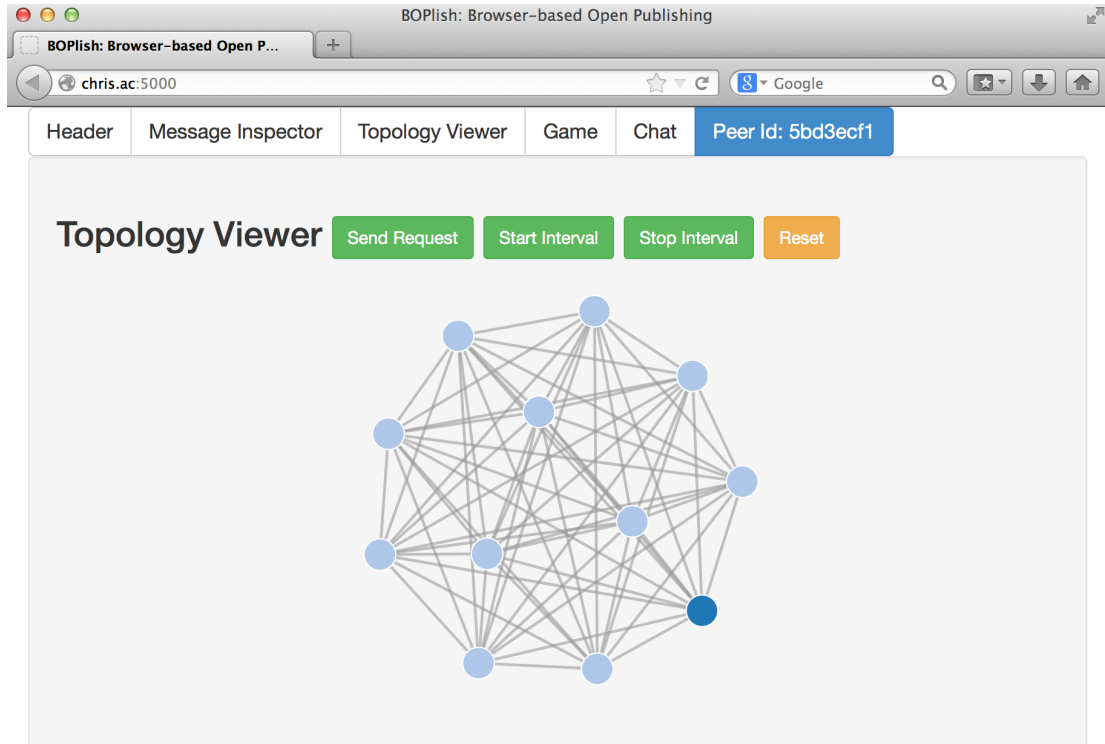 BOPlish: Browser-based Open Publishing
BOPlish: Browser-based Open P...
chris.ac:5000
Google
Header Message Inspector Topology Viewer Game Chat Peer Id: 5bd3ecf1
Topology Viewer Send Request Start Interval Stop Interval Reset